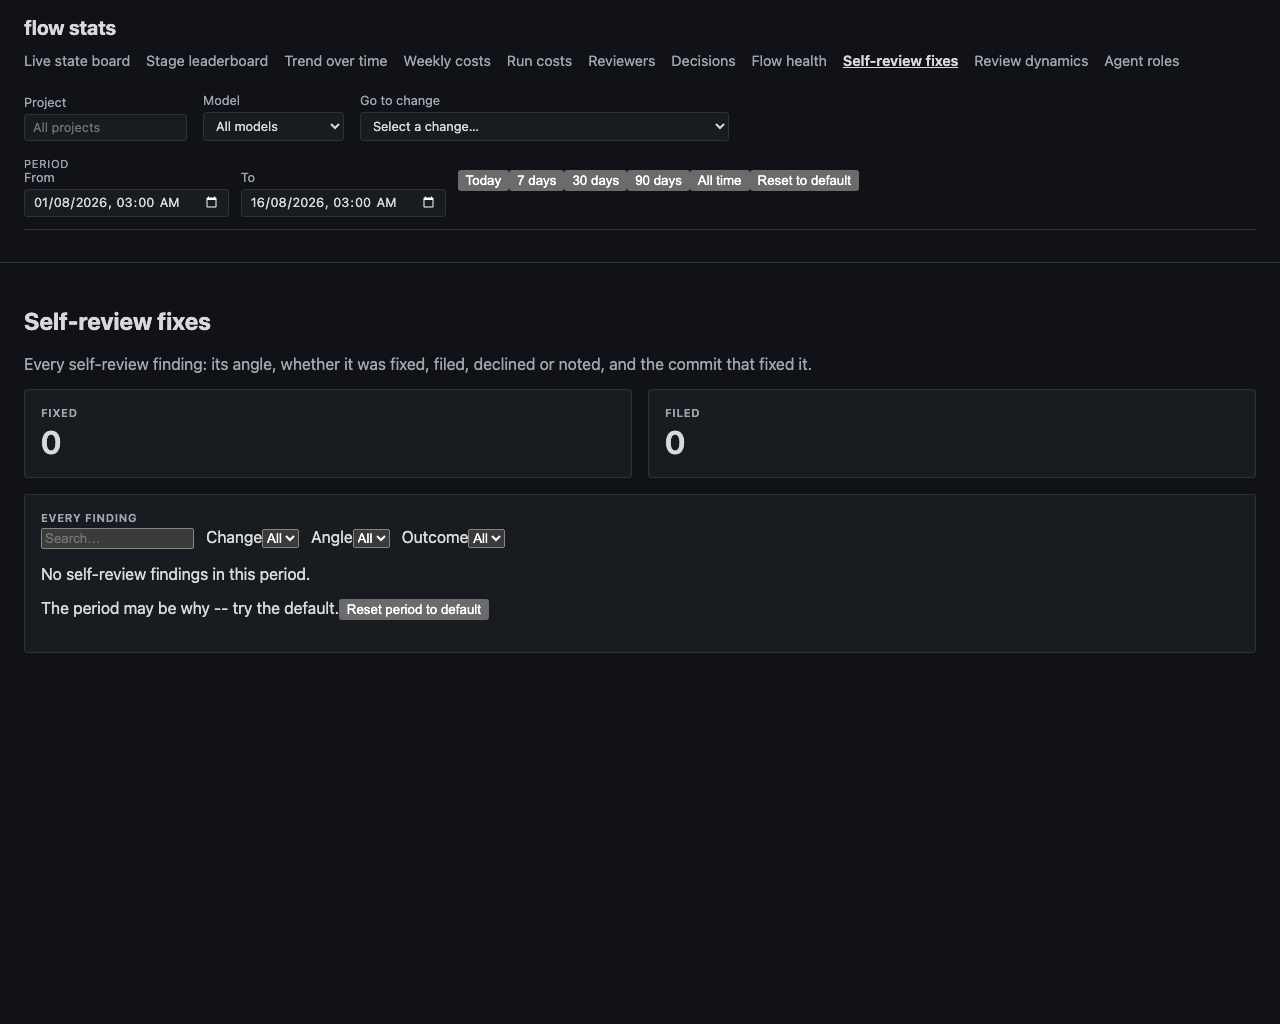 flow stats
Live state board Stage leaderboard Trend over time Weekly costs Run costs Reviewers Decisions Flow health Self-review fixes Review dynamics Agent roles
Project Model Go to change
All projects All models Select a change...
PERIOD
From To
Today 7 days 30 days 90 days All time Reset to default
01/08/2026, 03:00 AM 16/08/2026, 03:00 AM
Self-review fixes
Every self-review finding: its angle, whether it was fixed, filed, declined or noted, and the commit that fixed it.
FIXED FILED
0 0
EVERY FINDING
Search... Change All Angle All Outcome All
No self-review findings in this period.
The period may be why -- try the default. Reset period to default